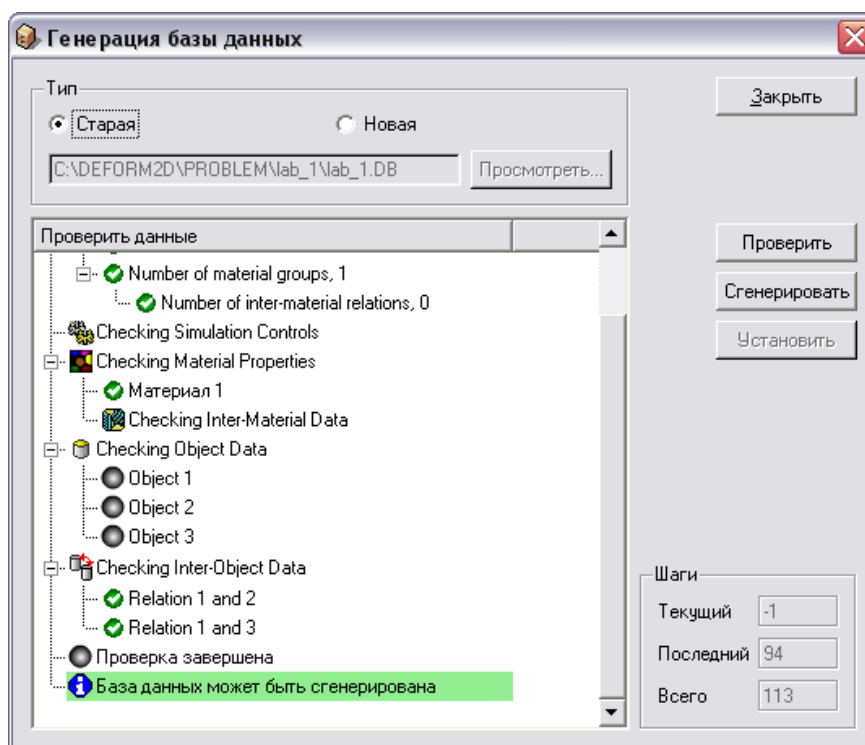 Генерация базы данных
Тип
Старая
Новая
C:\DEFORM2D\PROBLEM\lab_1\lab_1.DB
Просмотреть...
Закрыть
Проверить данные
Number of material groups, 1
Number of inter-material relations, 0
Checking Simulation Controls
Checking Material Properties
Материал 1
Checking Inter-Material Data
Checking Object Data
Object 1
Object 2
Object 3
Checking Inter-Object Data
Relation 1 and 2
Relation 1 and 3
Проверка завершена
База данных может быть сгенерирована
Проверить
Сгенерировать
Установить
Шаги
Текущий -1
Последний 94
Всего 113